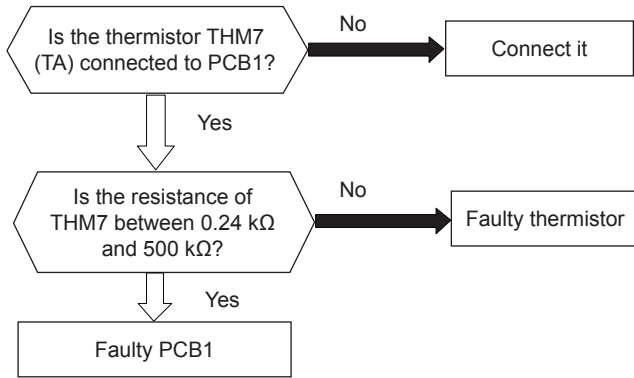 Is the thermistor THM7
(TA) connected to PCB1?
No
Connect it
Yes
Is the resistance of
THM7 between 0.24 kΩ
and 500 kΩ?
No
Faulty thermistor
Yes
Faulty PCB1